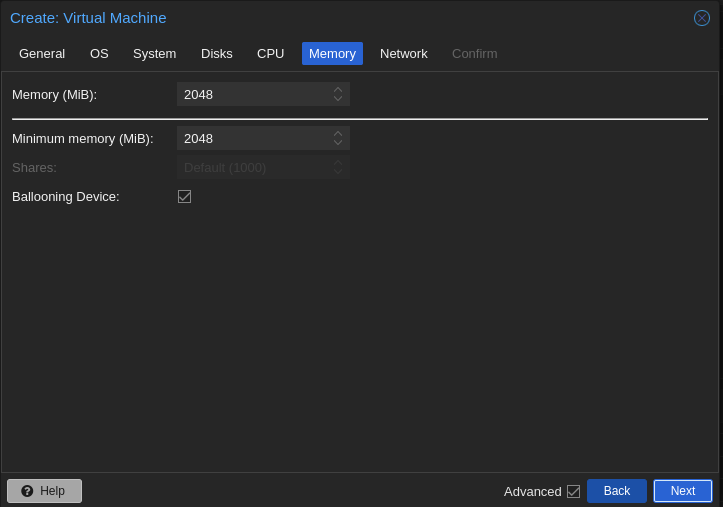 Create: Virtual Machine
General OS System Disks CPU Memory Network Confirm
Memory (MiB): 2048
Minimum memory (MiB): 2048
Shares: Default (1000)
Ballooning Device:
Help Advanced Back Next